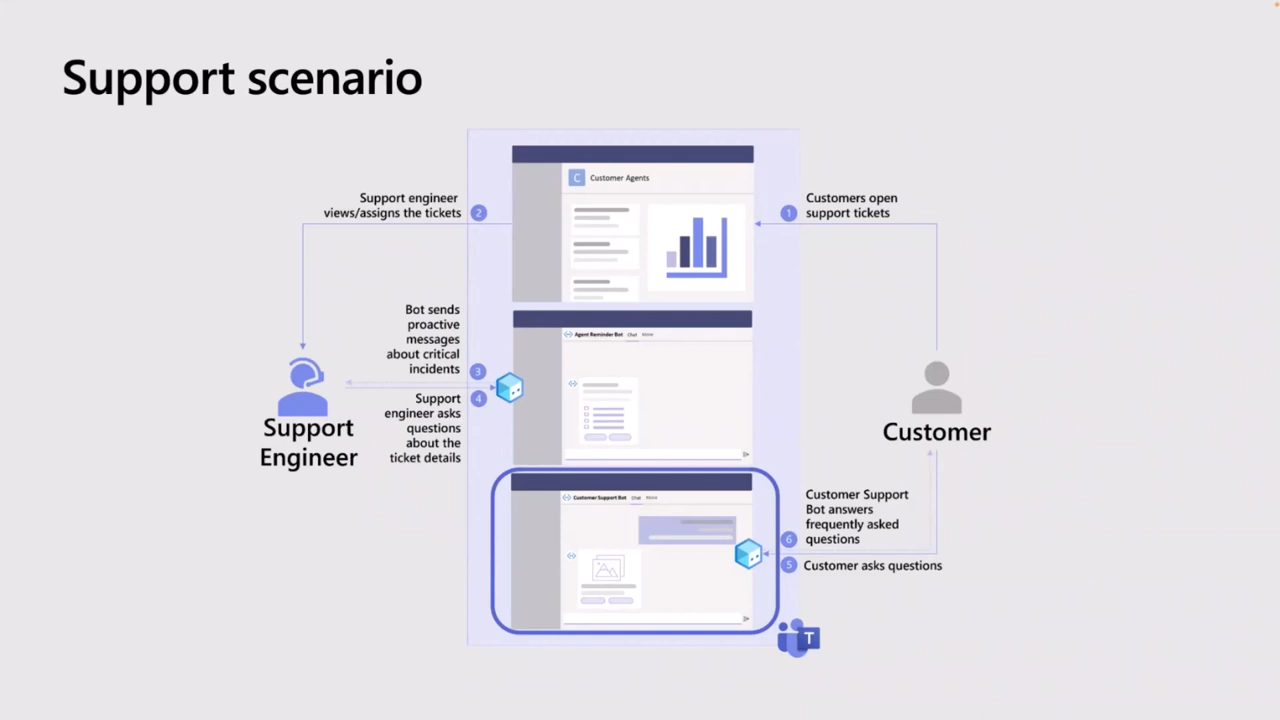 Support scenario
C
Customer Agents
Support engineer
views/assigns the tickets
2
1
Customers open
support tickets
Bot sends
proactive
messages
about critical
incidents
3
4
Support
engineer asks
questions
about the
ticket details
Agent Reminder Bot Chat
Support
Engineer
Customer
Customer Support Bot Chat
Customer Support
Bot answers
frequently asked
questions
6
5
Customer asks questions
T